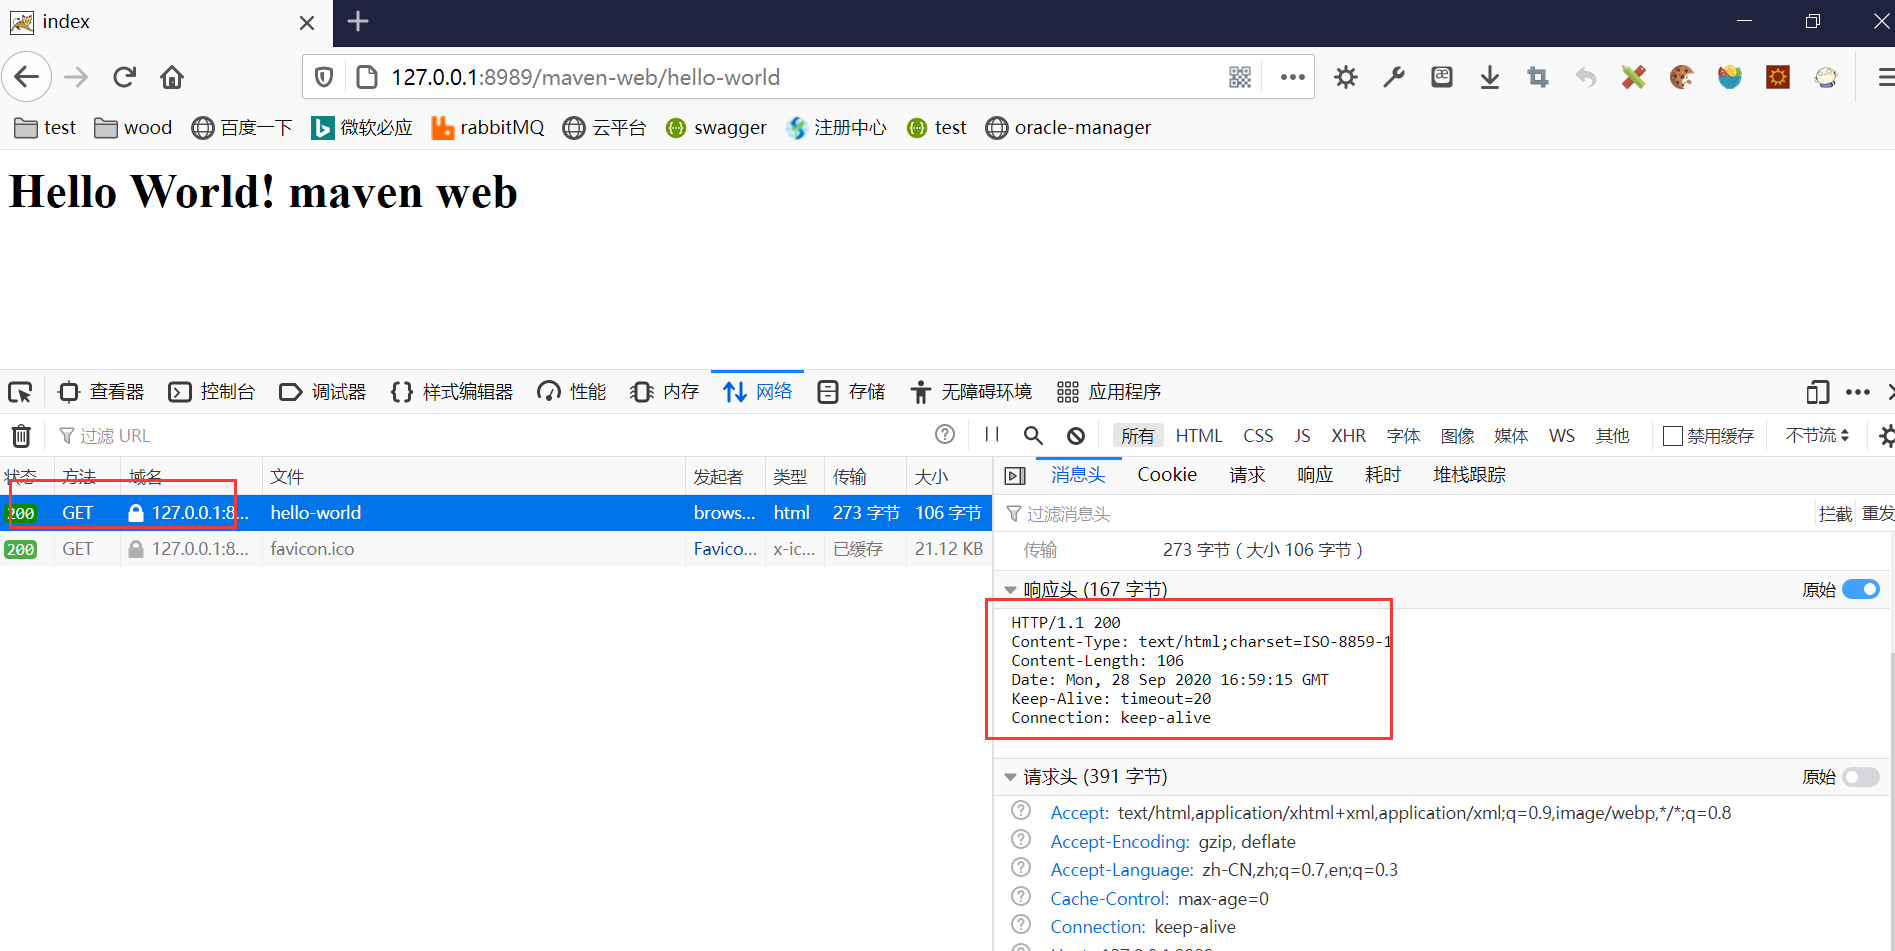 index
127.0.0.1:8989/maven-web/hello-world
test wood 百度一下 微软必应 rabbitMQ 云平台 swagger 注册中心 test oracle-manager
Hello World! maven web
查看器 控制台 调试器 样式编辑器 性能 内存 网络 存储 无障碍环境 应用程序
过滤 URL 所有 HTML CSS JS XHR 字体 图像 媒体 WS 其他 禁用缓存 不节流
状态 方法 域名 文件 发起者 类型 传输 大小
200 GET 127.0.0.1:8... hello-world brows... html 273 字节 106 字节
200 GET 127.0.0.1:8... favicon.ico Favico... x-ic... 已缓存 21.12 KB
消息头 Cookie 请求 响应 耗时 堆栈跟踪
过滤消息头 拦截 重发
传输 273 字节 ( 大小 106 字节 )
响应头 (167 字节) 原始
HTTP/1.1 200
Content-Type: text/html;charset=ISO-8859-1
Content-Length: 106
Date: Mon, 28 Sep 2020 16:59:15 GMT
Keep-Alive: timeout=20
Connection: keep-alive
请求头 (391 字节) 原始
Accept: text/html,application/xhtml+xml,application/xml;q=0.9,image/webp,*/*;q=0.8
Accept-Encoding: gzip, deflate
Accept-Language: zh-CN,zh;q=0.7,en;q=0.3
Cache-Control: max-age=0
Connection: keep-alive